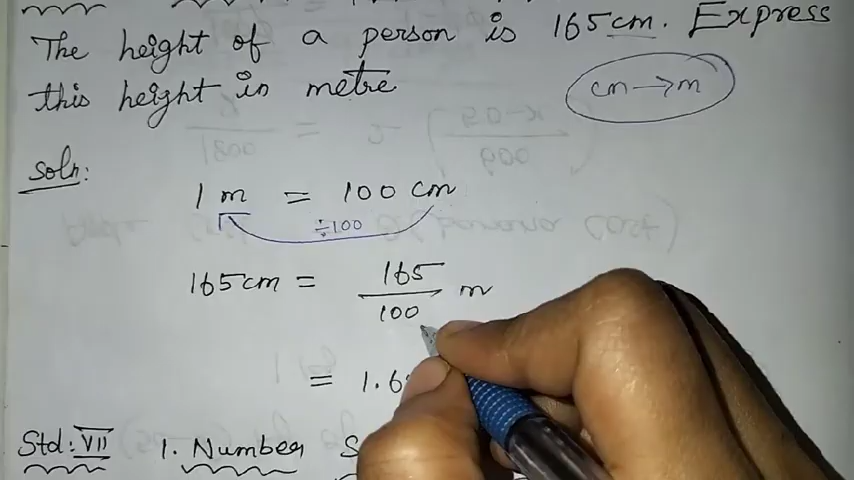 The height of a person is 165cm. Express
this height in metre
cm → m
soln:
1 m = 100 cm
÷100
165cm = 165/100 m
= 1.6
Std: VII 1. Number S